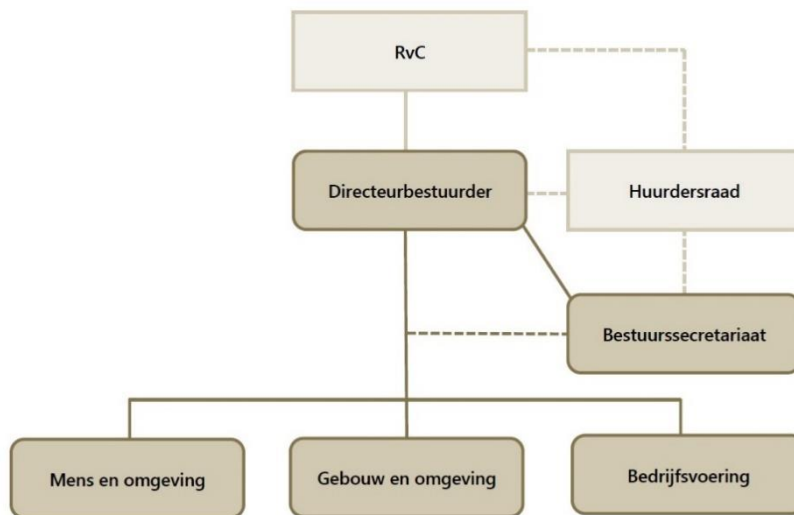 RvC
Directeurbestuurder
Huurdersraad
Bestuurssecretariaat
Mens en omgeving
Gebouw en omgeving
Bedrijfsvoering